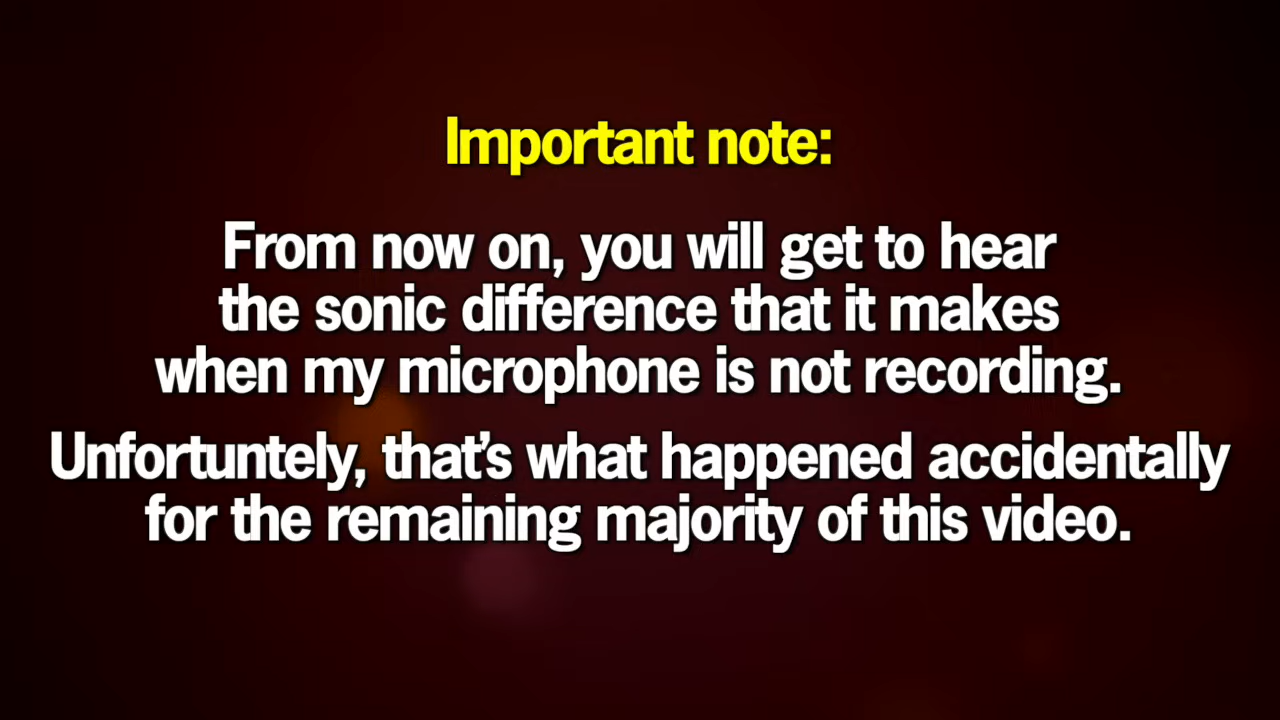 Important note:
From now on, you will get to hear
the sonic difference that it makes
when my microphone is not recording.
Unfortuntely, that's what happened accidentally
for the remaining majority of this video.